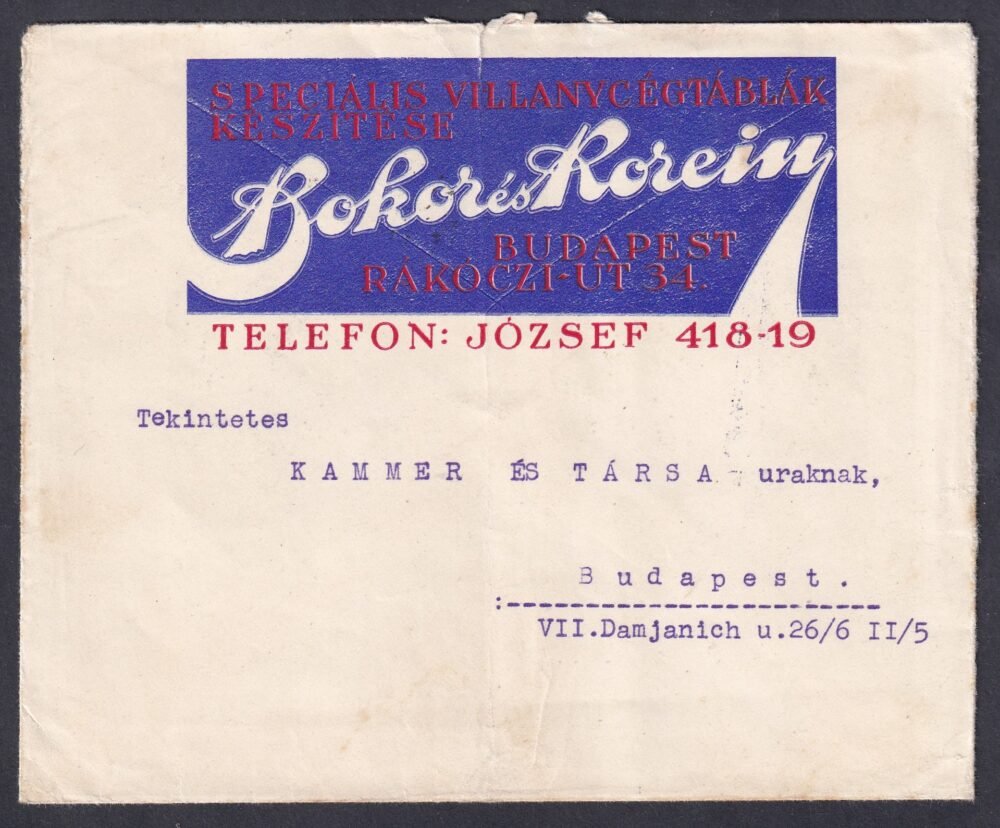 SPECIÁLIS VILLANYCÉGTÁBLÁK
KÉSZITÉSE
Bokor és Korein
BUDAPEST
RÁKÓCZI-UT 34.
TELEFON: JÓZSEF 418-19
Tekintetes
KAMMER ÉS TÁRSA uraknak,
Budapest.
:------------------------
VII.Damjanich u.26/6 II/5